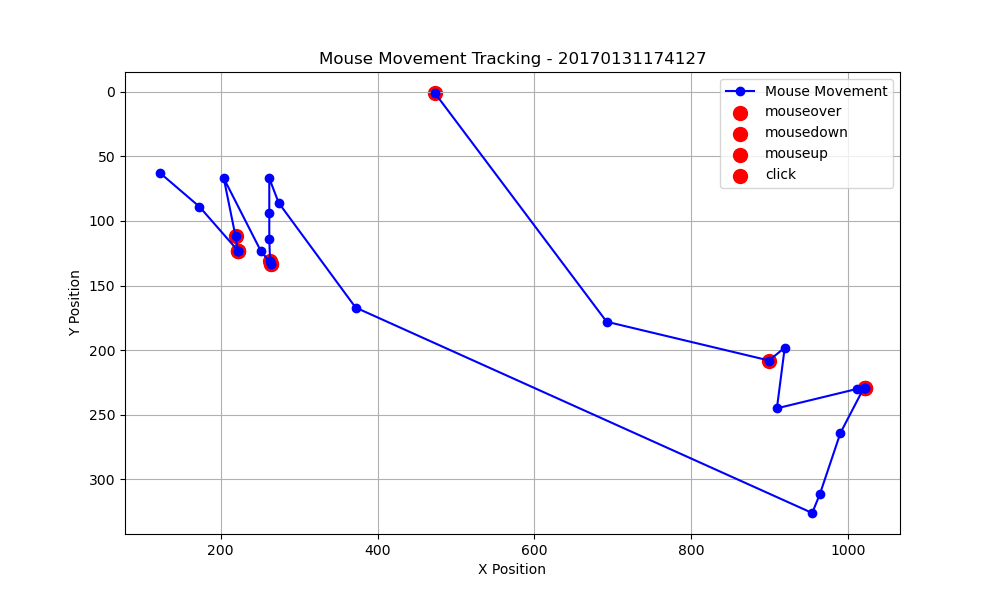 Mouse Movement Tracking - 20170131174127
Mouse Movement
mouseover
mousedown
mouseup
click
0
50
100
150
200
250
300
Y Position
200
400
600
800
1000
X Position